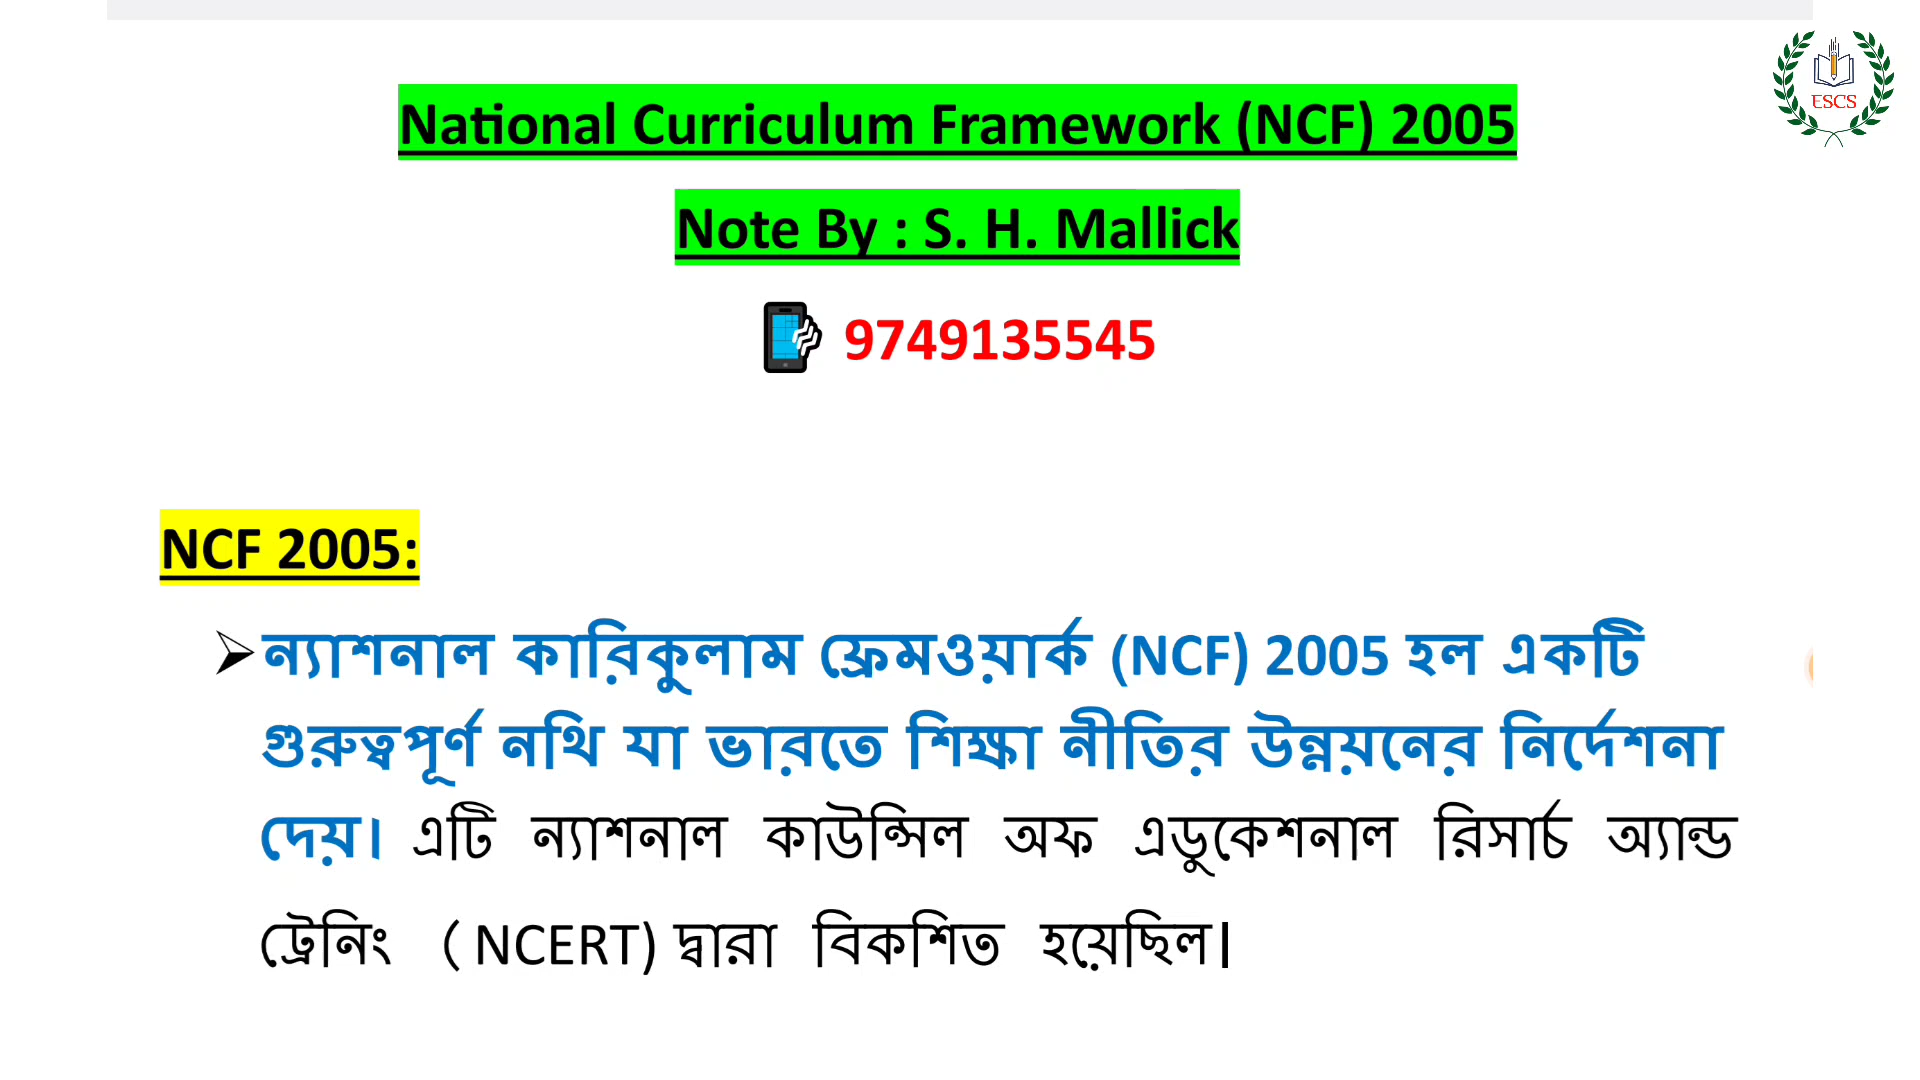 ESCS
National Curriculum Framework (NCF) 2005
Note By : S. H. Mallick
9749135545
NCF 2005:
➢ন্যাশনাল কারিকুলাম ফ্রেমওয়ার্ক (NCF) 2005 হল একটি
গুরুত্বপূর্ণ নথি যা ভারতে শিক্ষা নীতির উন্নয়নের নির্দেশনা
দেয়। এটি ন্যাশনাল কাউন্সিল অফ এডুকেশনাল রিসার্চ অ্যান্ড
ট্রেনিং (NCERT) দ্বারা বিকশিত হয়েছিল।